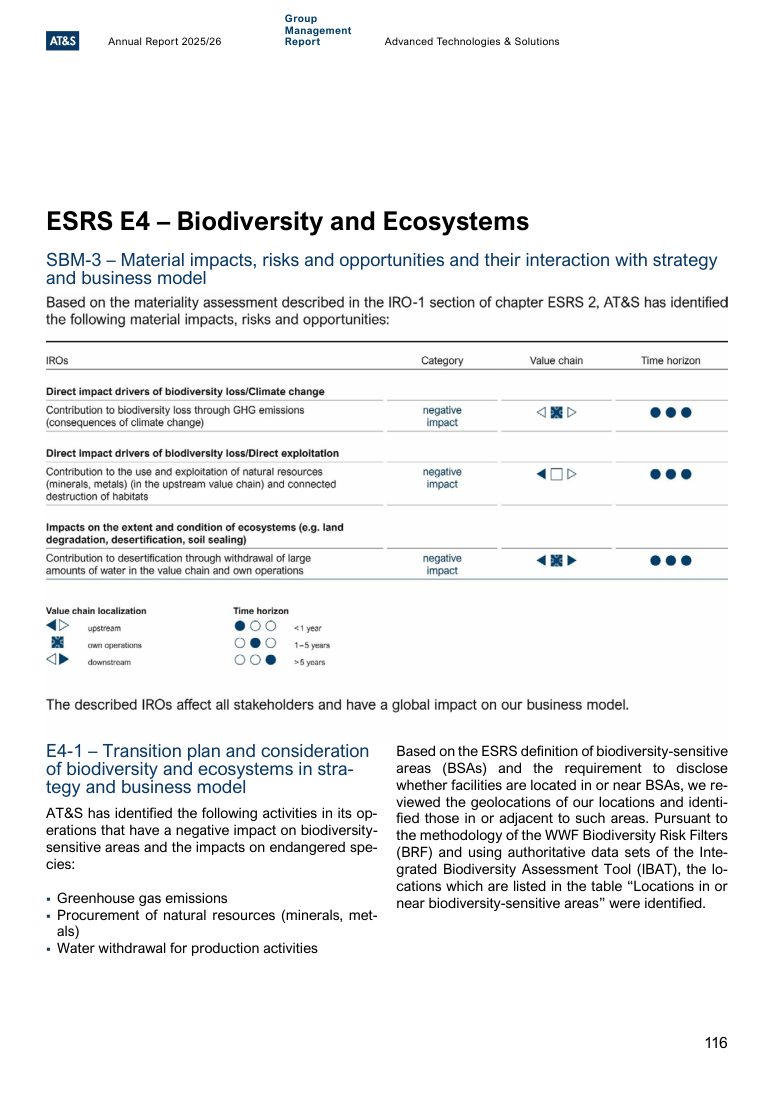 AT&S
Annual Report 2025/26
Group
Management
Report
Advanced Technologies & Solutions
ESRS E4 – Biodiversity and Ecosystems
SBM-3 – Material impacts, risks and opportunities and their interaction with strategy
and business model
Based on the materiality assessment described in the IRO-1 section of chapter ESRS 2, AT&S has identified
the following material impacts, risks and opportunities:
IROs Category Value chain Time horizon
Direct impact drivers of biodiversity loss/Climate change
Contribution to biodiversity loss through GHG emissions
(consequences of climate change)
negative
impact
Direct impact drivers of biodiversity loss/Direct exploitation
Contribution to the use and exploitation of natural resources
(minerals, metals) (in the upstream value chain) and connected
destruction of habitats
negative
impact
Impacts on the extent and condition of ecosystems (e.g. land
degradation, desertification, soil sealing)
Contribution to desertification through withdrawal of large
amounts of water in the value chain and own operations
negative
impact
Value chain localization
upstream
own operations
downstream
Time horizon
<1 year
1–5 years
>5 years
The described IROs affect all stakeholders and have a global impact on our business model.
E4-1 – Transition plan and consideration
of biodiversity and ecosystems in stra-
tegy and business model
AT&S has identified the following activities in its op-
erations that have a negative impact on biodiversity-
sensitive areas and the impacts on endangered spe-
cies:
▪ Greenhouse gas emissions
▪ Procurement of natural resources (minerals, met-
als)
▪ Water withdrawal for production activities
Based on the ESRS definition of biodiversity-sensitive
areas (BSAs) and the requirement to disclose
whether facilities are located in or near BSAs, we re-
viewed the geolocations of our locations and identi-
fied those in or adjacent to such areas. Pursuant to
the methodology of the WWF Biodiversity Risk Filters
(BRF) and using authoritative data sets of the Inte-
grated Biodiversity Assessment Tool (IBAT), the lo-
cations which are listed in the table “Locations in or
near biodiversity-sensitive areas” were identified.
116